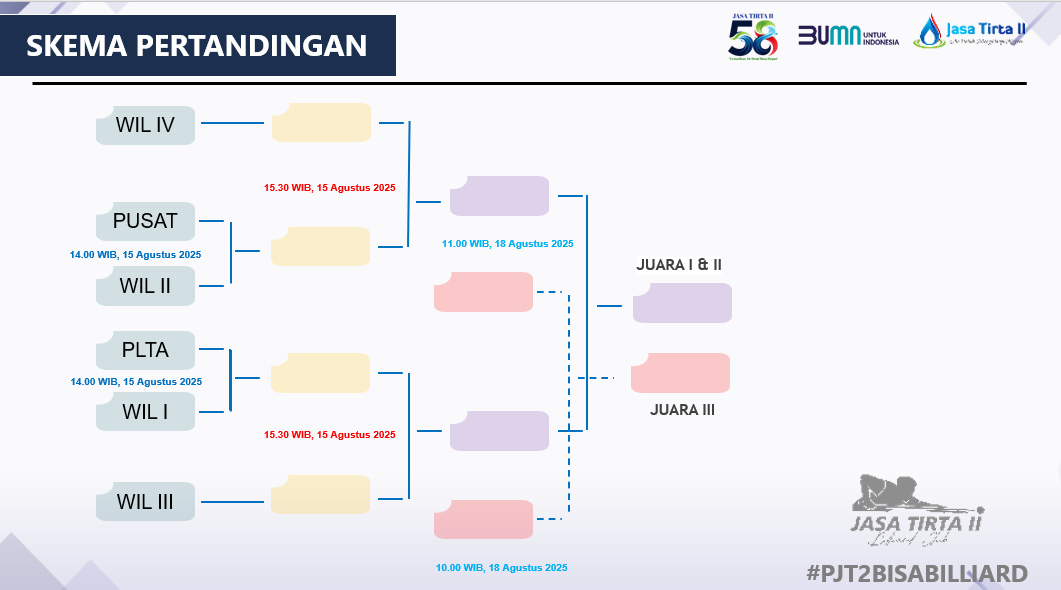 SKEMA PERTANDINGAN
JASA TIRTA II
58
BUMN UNTUK INDONESIA
Jasa Tirta II
WIL IV
15.30 WIB, 15 Agustus 2025
PUSAT
14.00 WIB, 15 Agustus 2025
WIL II
11.00 WIB, 18 Agustus 2025
JUARA I & II
PLTA
14.00 WIB, 15 Agustus 2025
WIL I
JUARA III
15.30 WIB, 15 Agustus 2025
WIL III
10.00 WIB, 18 Agustus 2025
JASA TIRTA II
#PJT2BISABILLIARD